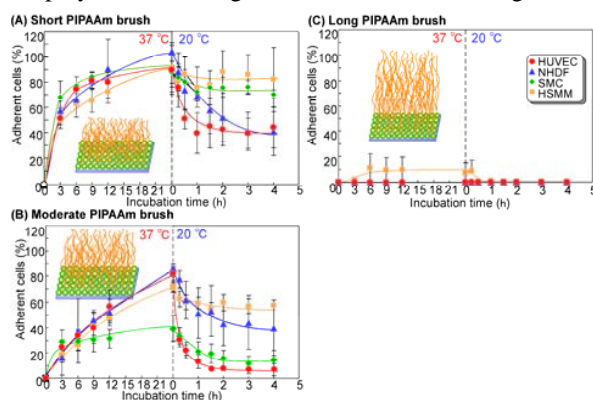 (A) Short PIPAAm brush
37 °C 20 °C
Adherent cells (%)
120
100
80
60
40
20
0
0 3 6 9 12 15 18 21 0 1 2 3 4 5
Incubation time (h)
(B) Moderate PIPAAm brush
37 °C 20 °C
Adherent cells (%)
120
100
80
60
40
20
0
0 3 6 9 12 15 18 21 0 1 2 3 4 5
Incubation time (h)
(C) Long PIPAAm brush
37 °C 20 °C
HUVEC
NHDF
SMC
HSMM
Adherent cells (%)
120
100
80
60
40
20
0
0 3 6 9 12 15 18 21 0 1 2 3 4 5
Incubation time (h)